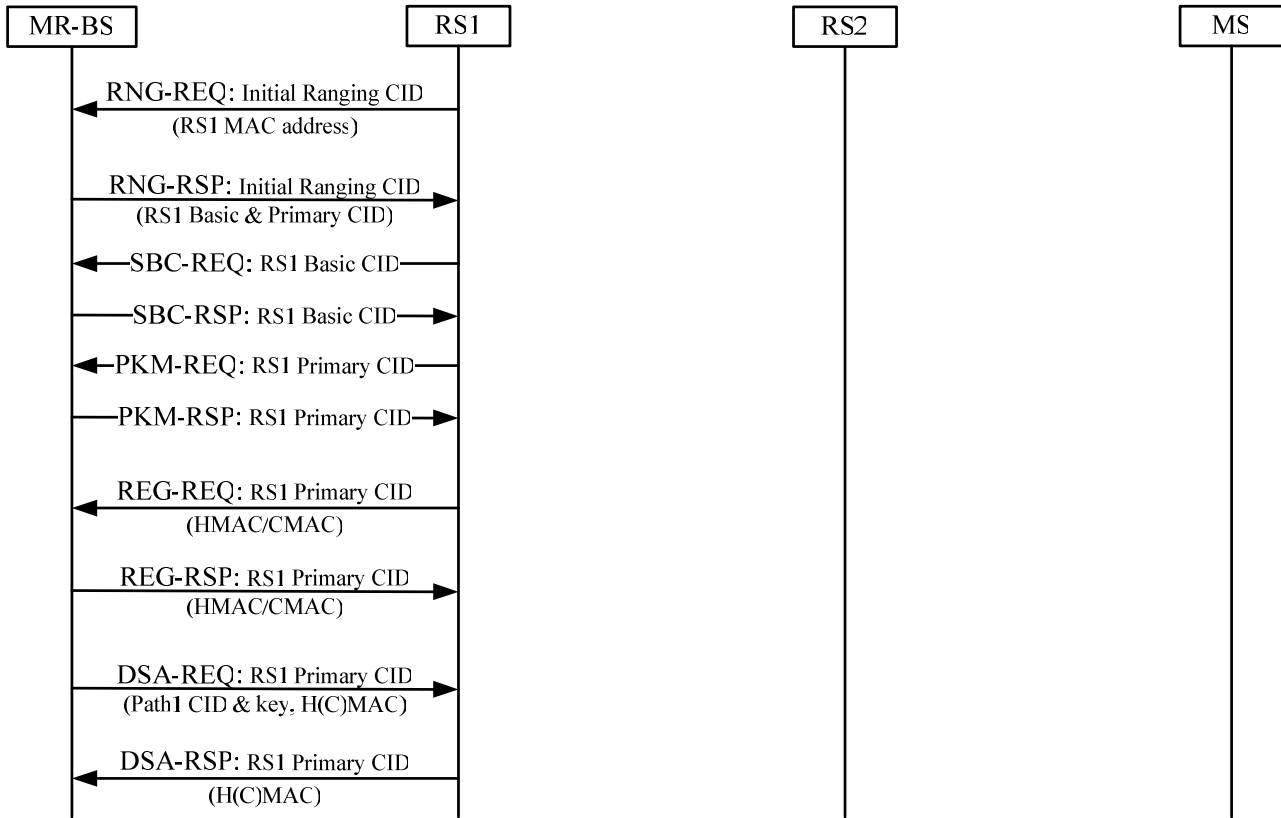 MR-BS
RS1
RS2
MS
RNG-REQ: Initial Ranging CID
(RS1 MAC address)
RNG-RSP: Initial Ranging CID
(RS1 Basic & Primary CID)
SBC-REQ: RS1 Basic CID
SBC-RSP: RS1 Basic CID
PKM-REQ: RS1 Primary CID
PKM-RSP: RS1 Primary CID
REG-REQ: RS1 Primary CID
(HMAC/CMAC)
REG-RSP: RS1 Primary CID
(HMAC/CMAC)
DSA-REQ: RS1 Primary CID
(Path1 CID & key, H(C)MAC)
DSA-RSP: RS1 Primary CID
(H(C)MAC)